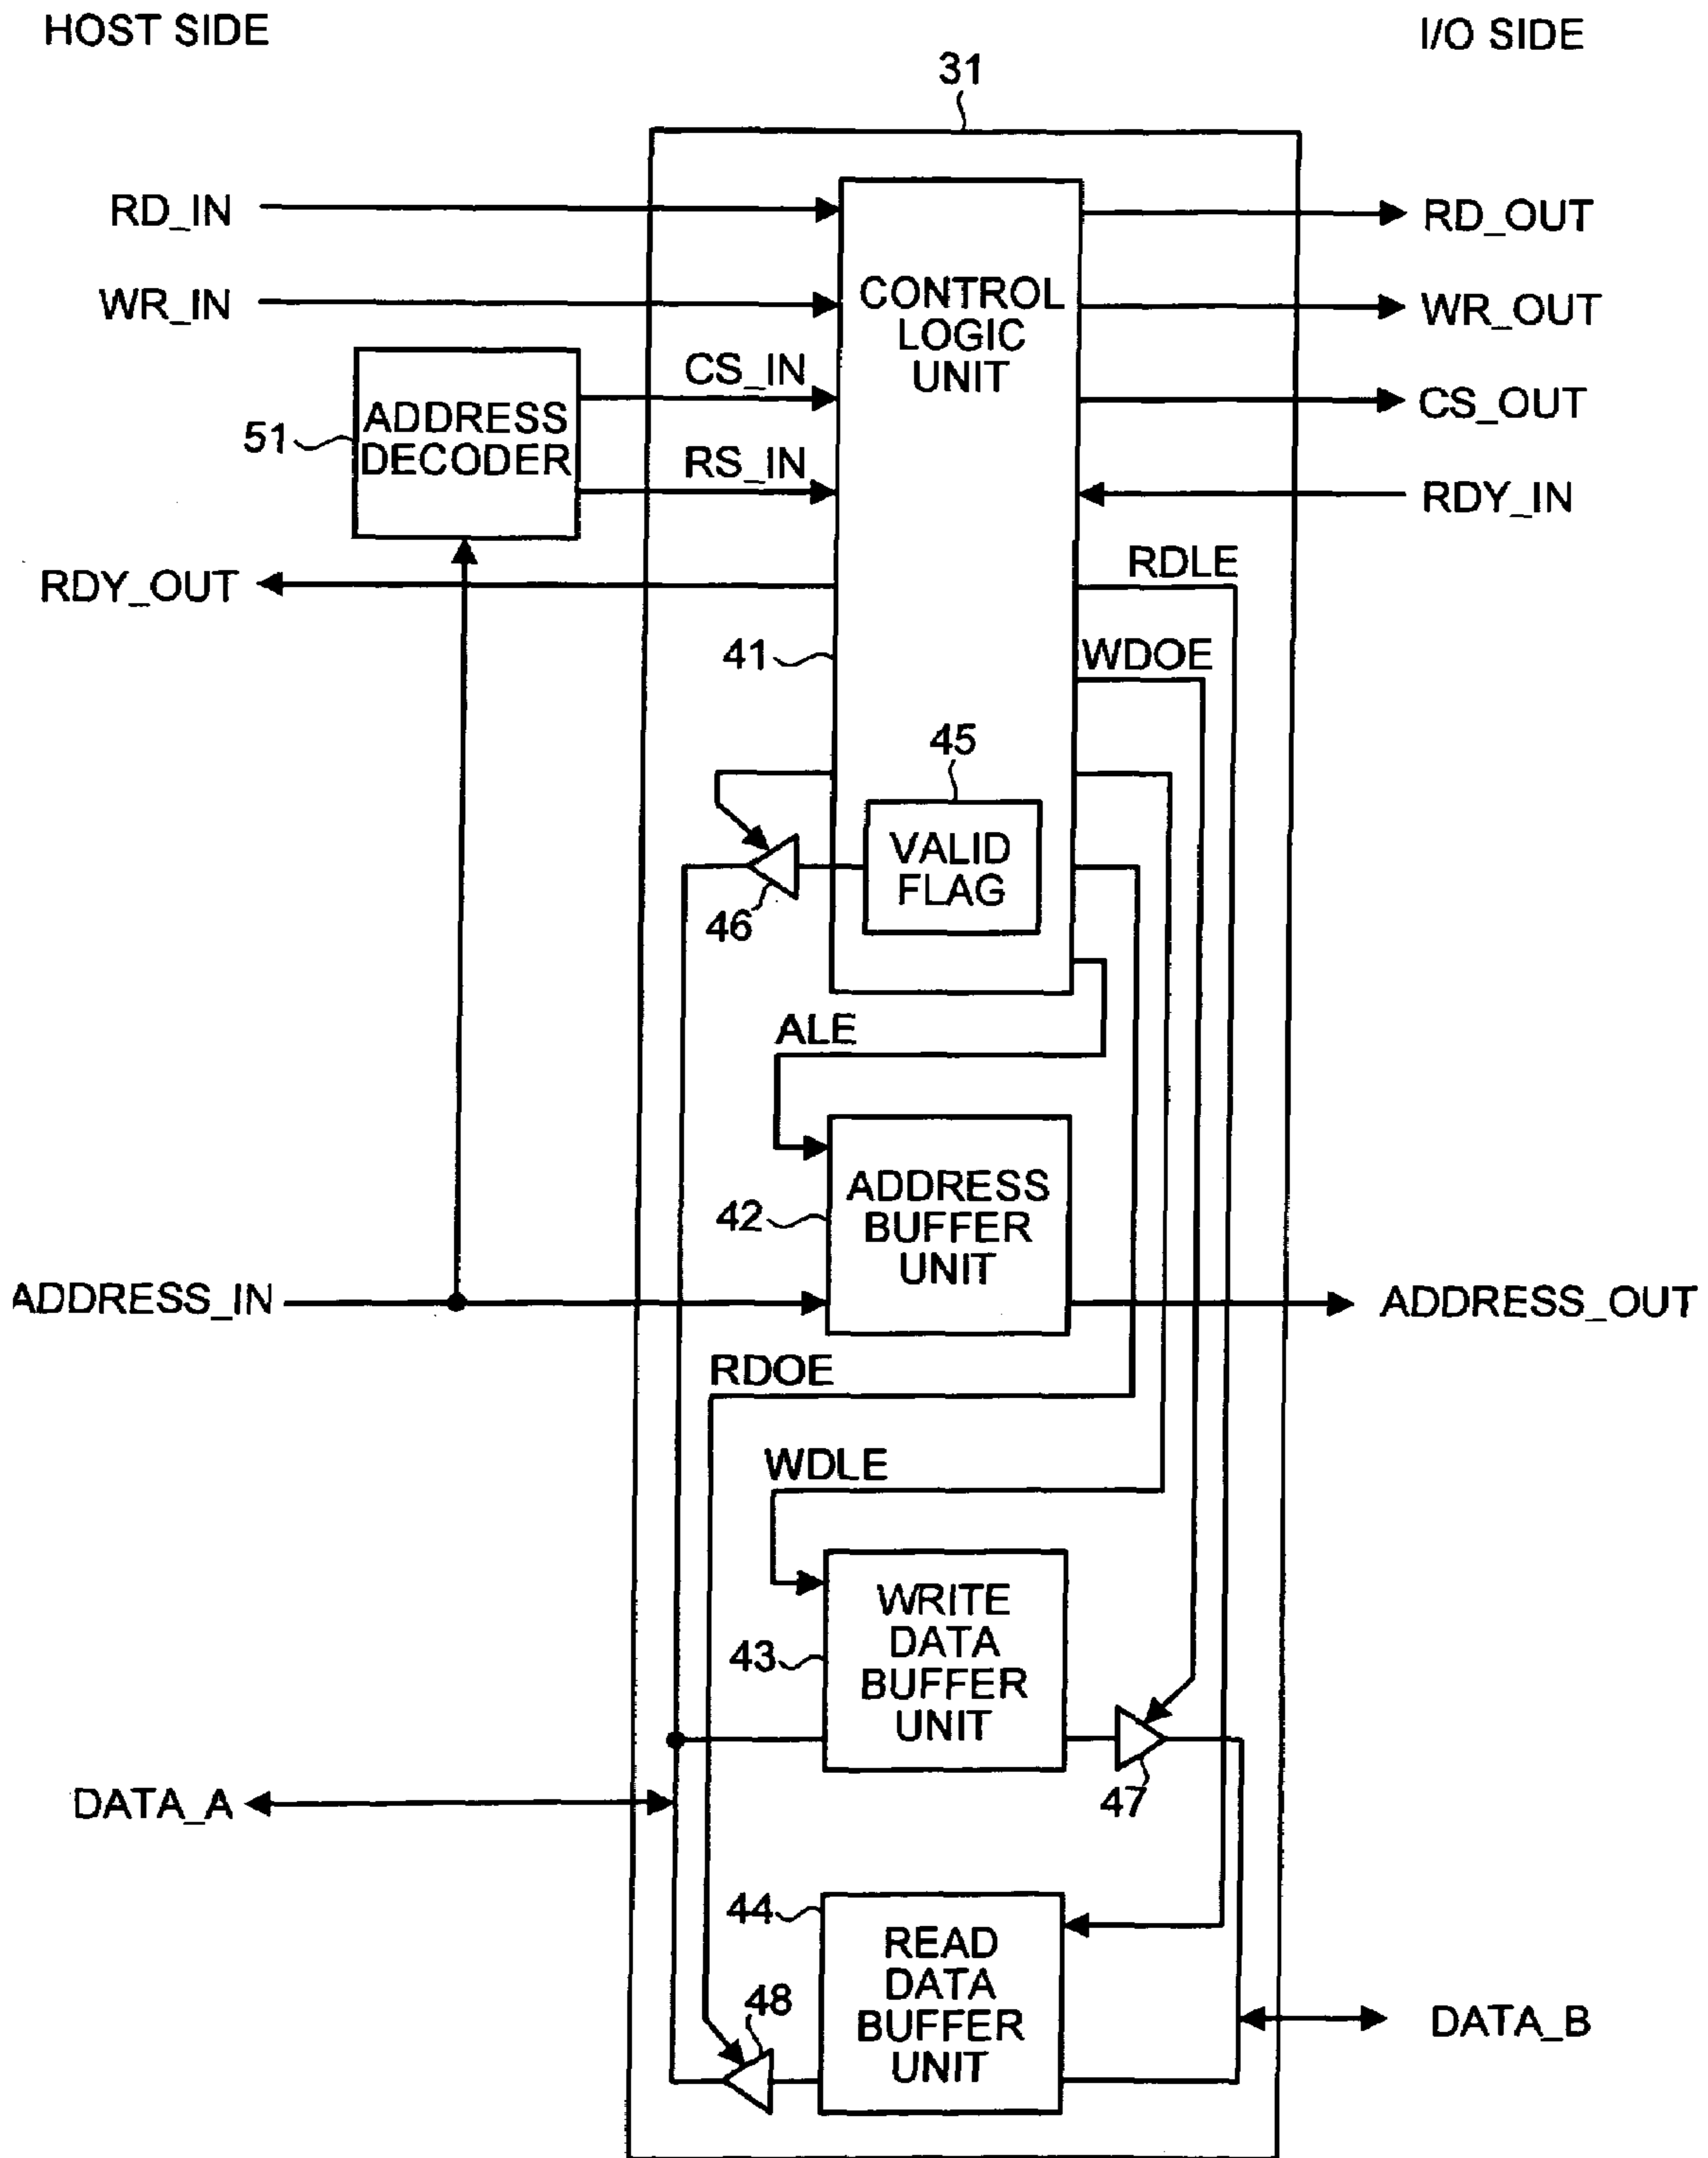 HOST SIDE
I/O SIDE
31
RD_IN
RD_OUT
WR_IN
CONTROL
LOGIC
UNIT
WR_OUT
CS_IN
CS_OUT
51
ADDRESS
DECODER
RS_IN
RDY_IN
RDY_OUT
RDLE
41
WDOE
45
VALID
FLAG
46
ALE
42
ADDRESS
BUFFER
UNIT
ADDRESS_IN
ADDRESS_OUT
RDOE
WDLE
43
WRITE
DATA
BUFFER
UNIT
47
DATA_A
44
READ
DATA
BUFFER
UNIT
48
DATA_B